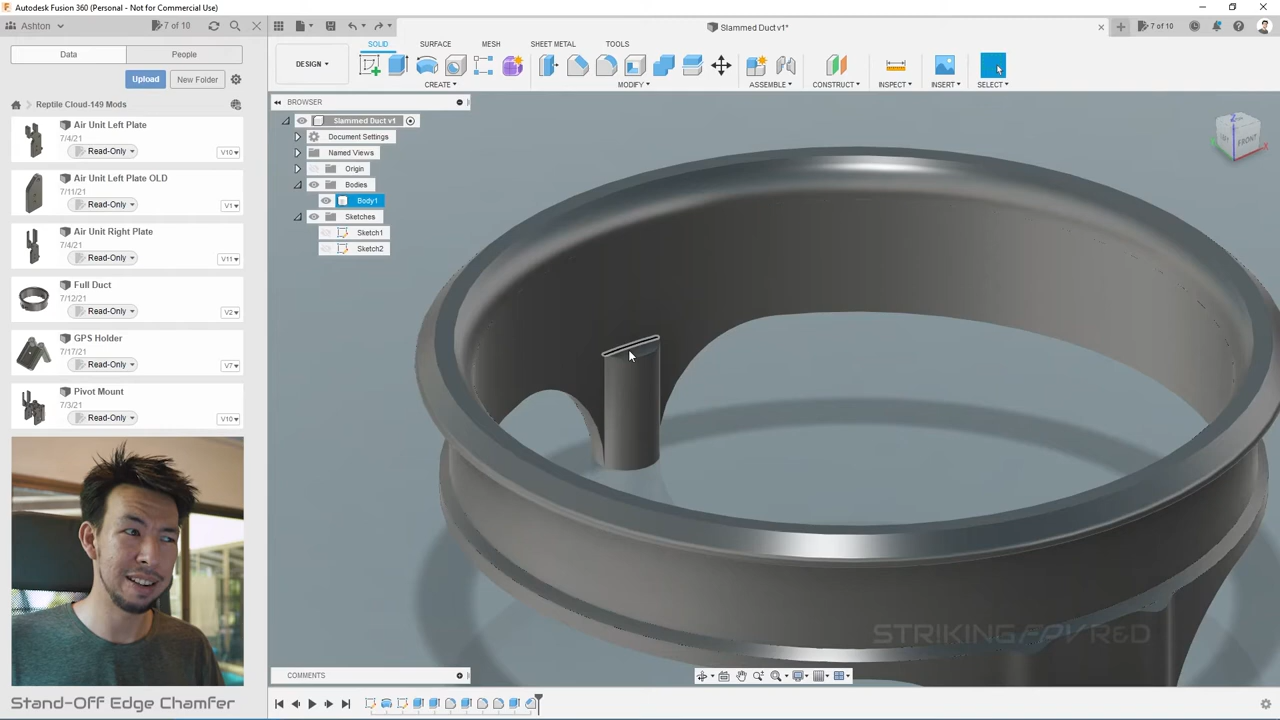 Autodesk Fusion 360 (Personal - Not for Commercial Use)
Ashton
7 of 10
Slammed Duct v1*
7 of 10
Data
People
Upload
New Folder
Reptile Cloud-149 Mods
Air Unit Left Plate
7/4/21
Read-Only
V10
Air Unit Left Plate OLD
7/11/21
Read-Only
V1
Air Unit Right Plate
7/4/21
Read-Only
V11
Full Duct
7/12/21
Read-Only
V2
GPS Holder
7/17/21
Read-Only
V7
Pivot Mount
7/3/21
Read-Only
V10
Stand-Off Edge Chamfer
DESIGN
SOLID
SURFACE
MESH
SHEET METAL
TOOLS
CREATE
MODIFY
ASSEMBLE
CONSTRUCT
INSPECT
INSERT
SELECT
BROWSER
Slammed Duct v1
Document Settings
Named Views
Origin
Bodies
Body1
Sketches
Sketch1
Sketch2
Z
FRONT
X
STRIKING FPV R&D
COMMENTS